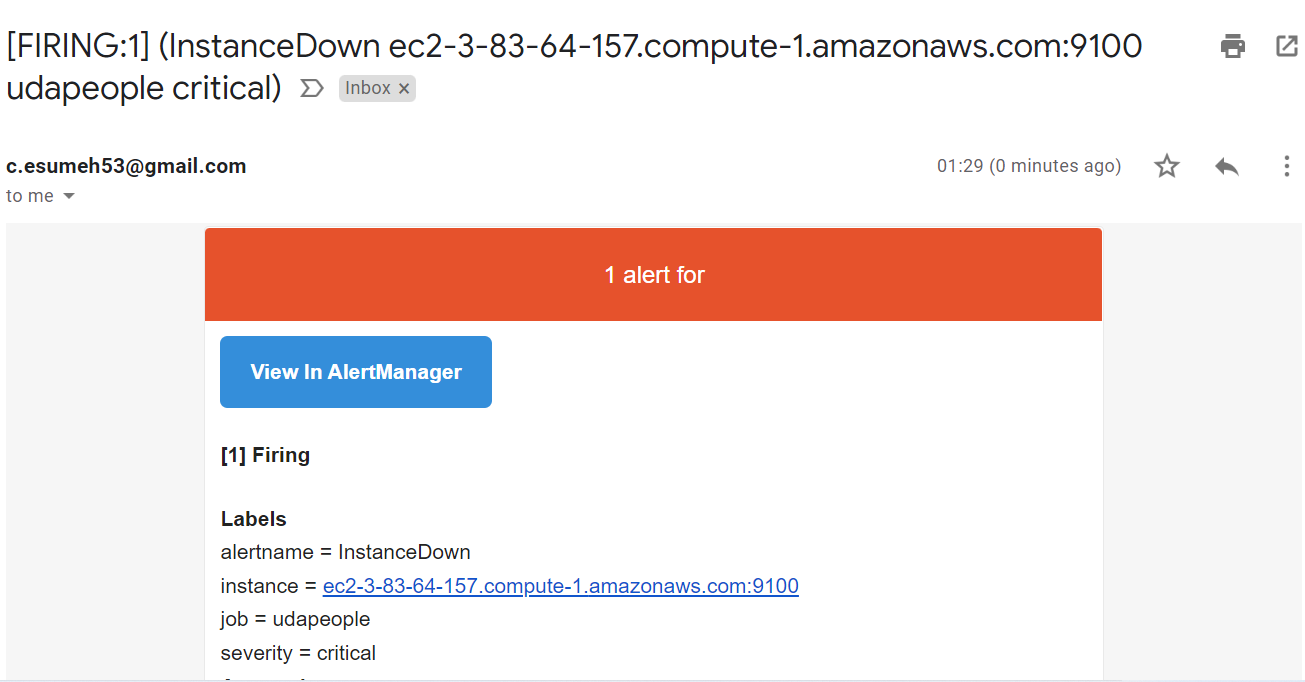 [FIRING:1] (InstanceDown ec2-3-83-64-157.compute-1.amazonaws.com:9100
udapeople critical) Inbox ×
c.esumeh53@gmail.com 01:29 (0 minutes ago)
to me
1 alert for
View In AlertManager
[1] Firing
Labels
alertname = InstanceDown
instance = ec2-3-83-64-157.compute-1.amazonaws.com:9100
job = udapeople
severity = critical